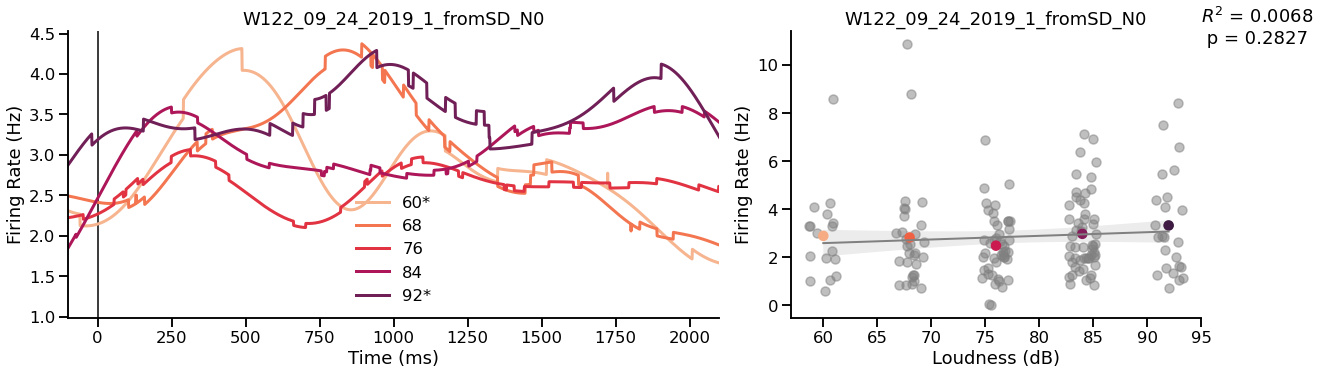 W122_09_24_2019_1_fromSD_N0
4.5
4.0
3.5
3.0
2.5
2.0
1.5
1.0
Firing Rate (Hz)
0 250 500 750 1000 1250 1500 1750 2000
Time (ms)
60*
68
76
84
92*
W122_09_24_2019_1_fromSD_N0
R² = 0.0068
p = 0.2827
10
8
6
4
2
0
Firing Rate (Hz)
60 65 70 75 80 85 90 95
Loudness (dB)